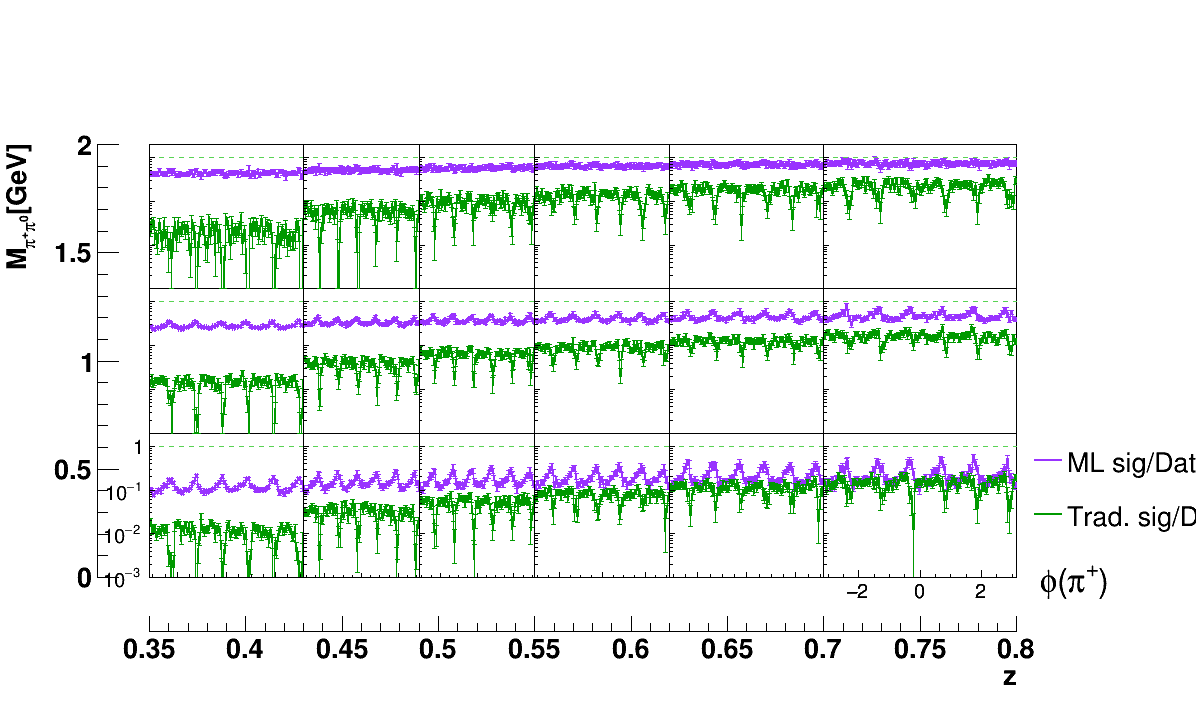 M_{π⁺π⁰}[GeV]
2
1.5
1
0.5
0
1
10⁻¹
10⁻²
10⁻³
ML sig/Dat
Trad. sig/D
ϕ(π⁺)
−2 0 2
0.35 0.4 0.45 0.5 0.55 0.6 0.65 0.7 0.75 0.8
z